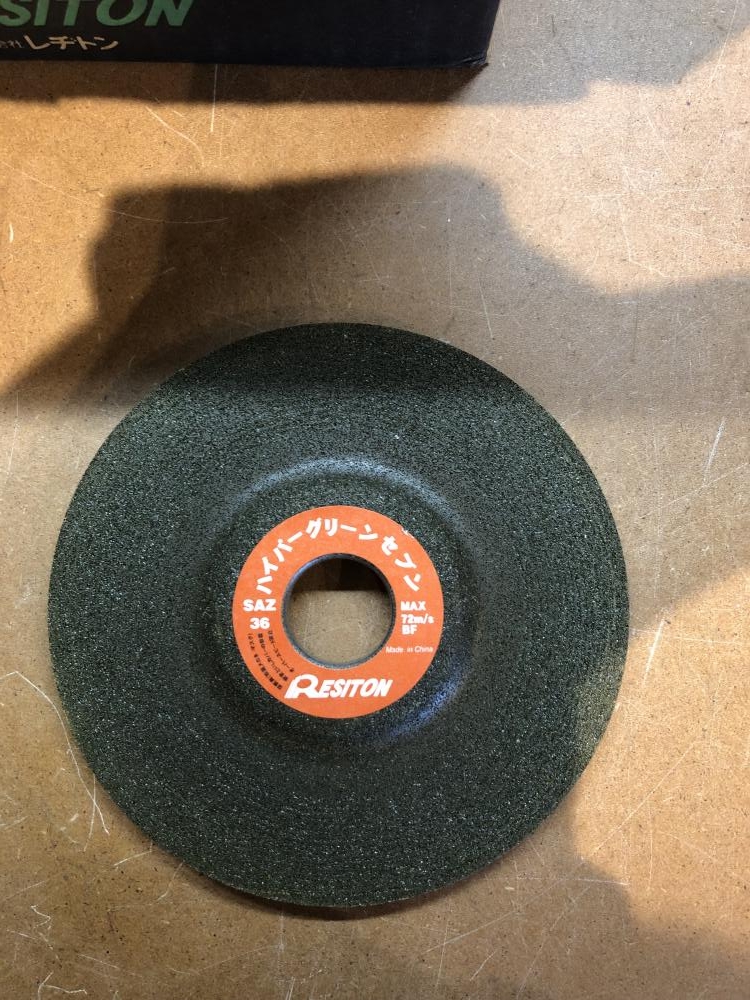 SITON
レヂトン
ハイパーグリーンセブン
SAZ
36
MAX
72m/s
BF
Made in China
RESITON